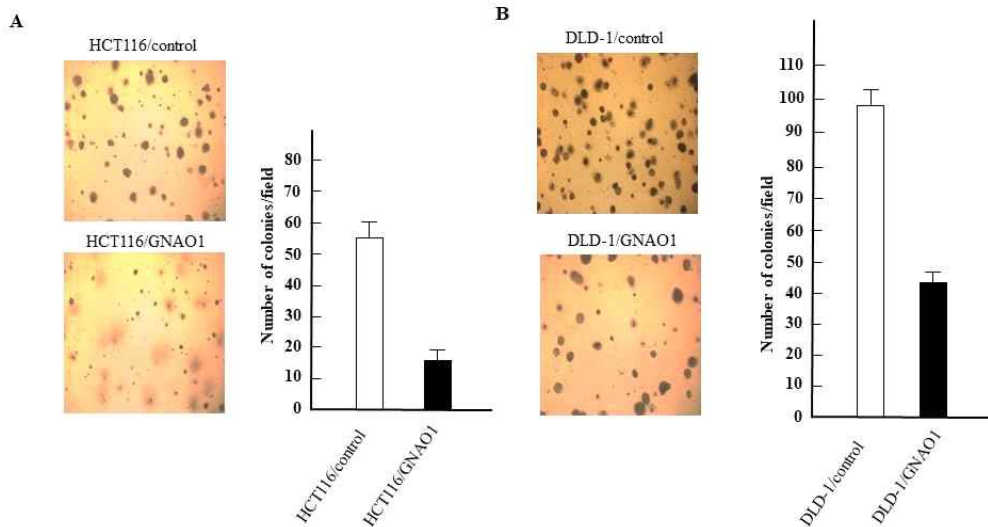 A
HCT116/control
HCT116/GNAO1
Number of colonies/field
80
70
60
50
40
30
20
10
0
HCT116/control
HCT116/GNAO1
B
DLD-1/control
DLD-1/GNAO1
Number of colonies/field
110
100
90
80
70
60
50
40
30
20
10
0
DLD-1/control
DLD-1/GNAO1